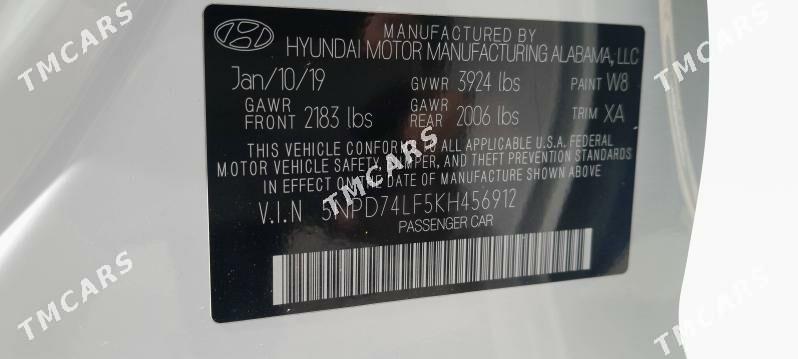 MANUFACTURED BY
HYUNDAI MOTOR MANUFACTURING ALABAMA, LLC
Jan/10/19 GVWR 3924 lbs PAINT W8
GAWR FRONT 2183 lbs GAWR REAR 2006 lbs TRIM XA
THIS VEHICLE CONFORMS TO ALL APPLICABLE U.S.A. FEDERAL
MOTOR VEHICLE SAFETY, BUMPER, AND THEFT PREVENTION STANDARDS
IN EFFECT ON THE DATE OF MANUFACTURE SHOWN ABOVE.
V.I.N 5NPD74LF5KH456912
PASSENGER CAR
TMCARS
TMCARS
TMCARS
TMCARS
TMCARS
TMCARS
TMCARS